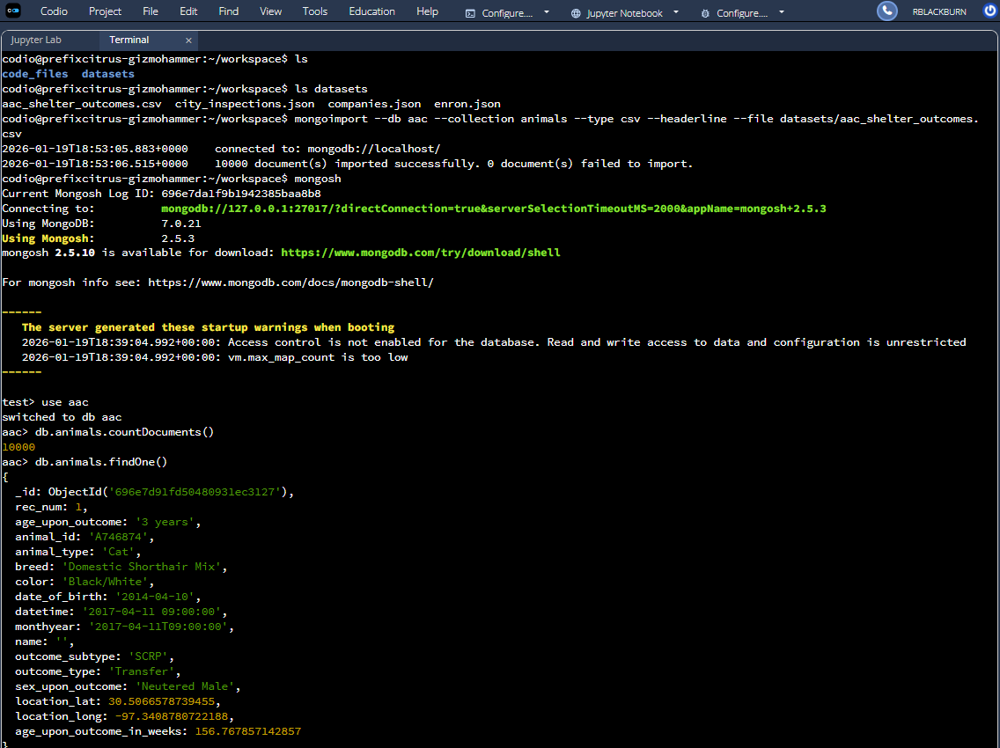 Codio Project File Edit Find View Tools Education Help Configure.... Jupyter Notebook Configure.... RBLACKBURN
Jupyter Lab Terminal ×
codio@prefixcitrus-gizmohammer:~/workspace$ ls
code_files  datasets
codio@prefixcitrus-gizmohammer:~/workspace$ ls datasets
aac_shelter_outcomes.csv  city_inspections.json  companies.json  enron.json
codio@prefixcitrus-gizmohammer:~/workspace$ mongoimport --db aac --collection animals --type csv --headerline --file datasets/aac_shelter_outcomes.
csv
2026-01-19T18:53:05.883+0000    connected to: mongodb://localhost/
2026-01-19T18:53:06.515+0000    10000 document(s) imported successfully. 0 document(s) failed to import.
codio@prefixcitrus-gizmohammer:~/workspace$ mongosh
Current Mongosh Log ID: 696e7da1f9b1942385baa8b8
Connecting to:          mongodb://127.0.0.1:27017/?directConnection=true&serverSelectionTimeoutMS=2000&appName=mongosh+2.5.3
Using MongoDB:          7.0.21
Using Mongosh:          2.5.3
mongosh 2.5.10 is available for download: https://www.mongodb.com/try/download/shell
For mongosh info see: https://www.mongodb.com/docs/mongodb-shell/
------
   The server generated these startup warnings when booting
   2026-01-19T18:39:04.992+00:00: Access control is not enabled for the database. Read and write access to data and configuration is unrestricted
   2026-01-19T18:39:04.992+00:00: vm.max_map_count is too low
------
test> use aac
switched to db aac
aac> db.animals.countDocuments()
10000
aac> db.animals.findOne()
{
  _id: ObjectId('696e7d91fd50480931ec3127'),
  rec_num: 1,
  age_upon_outcome: '3 years',
  animal_id: 'A746874',
  animal_type: 'Cat',
  breed: 'Domestic Shorthair Mix',
  color: 'Black/White',
  date_of_birth: '2014-04-10',
  datetime: '2017-04-11 09:00:00',
  monthyear: '2017-04-11T09:00:00',
  name: '',
  outcome_subtype: 'SCRP',
  outcome_type: 'Transfer',
  sex_upon_outcome: 'Neutered Male',
  location_lat: 30.5066578739455,
  location_long: -97.3408780722188,
  age_upon_outcome_in_weeks: 156.767857142857
}